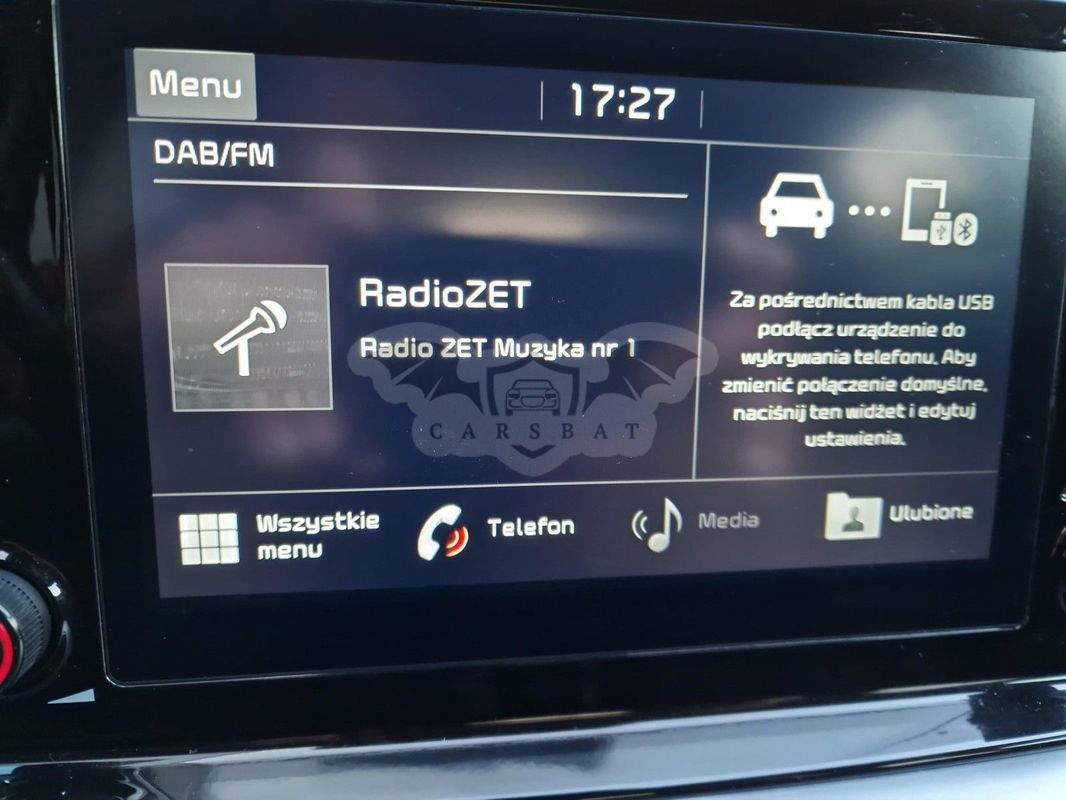 Menu
17:27
DAB/FM
RadioZET
Radio ZET Muzyka nr 1
Za pośrednictwem kabla USB
podłącz urządzenie do
wykrywania telefonu. Aby
zmienić połączenie domyślne,
naciśnij ten widżet i edytuj
ustawienia.
CARSBAT
Wszystkie
menu
Telefon
Media
Ulubione